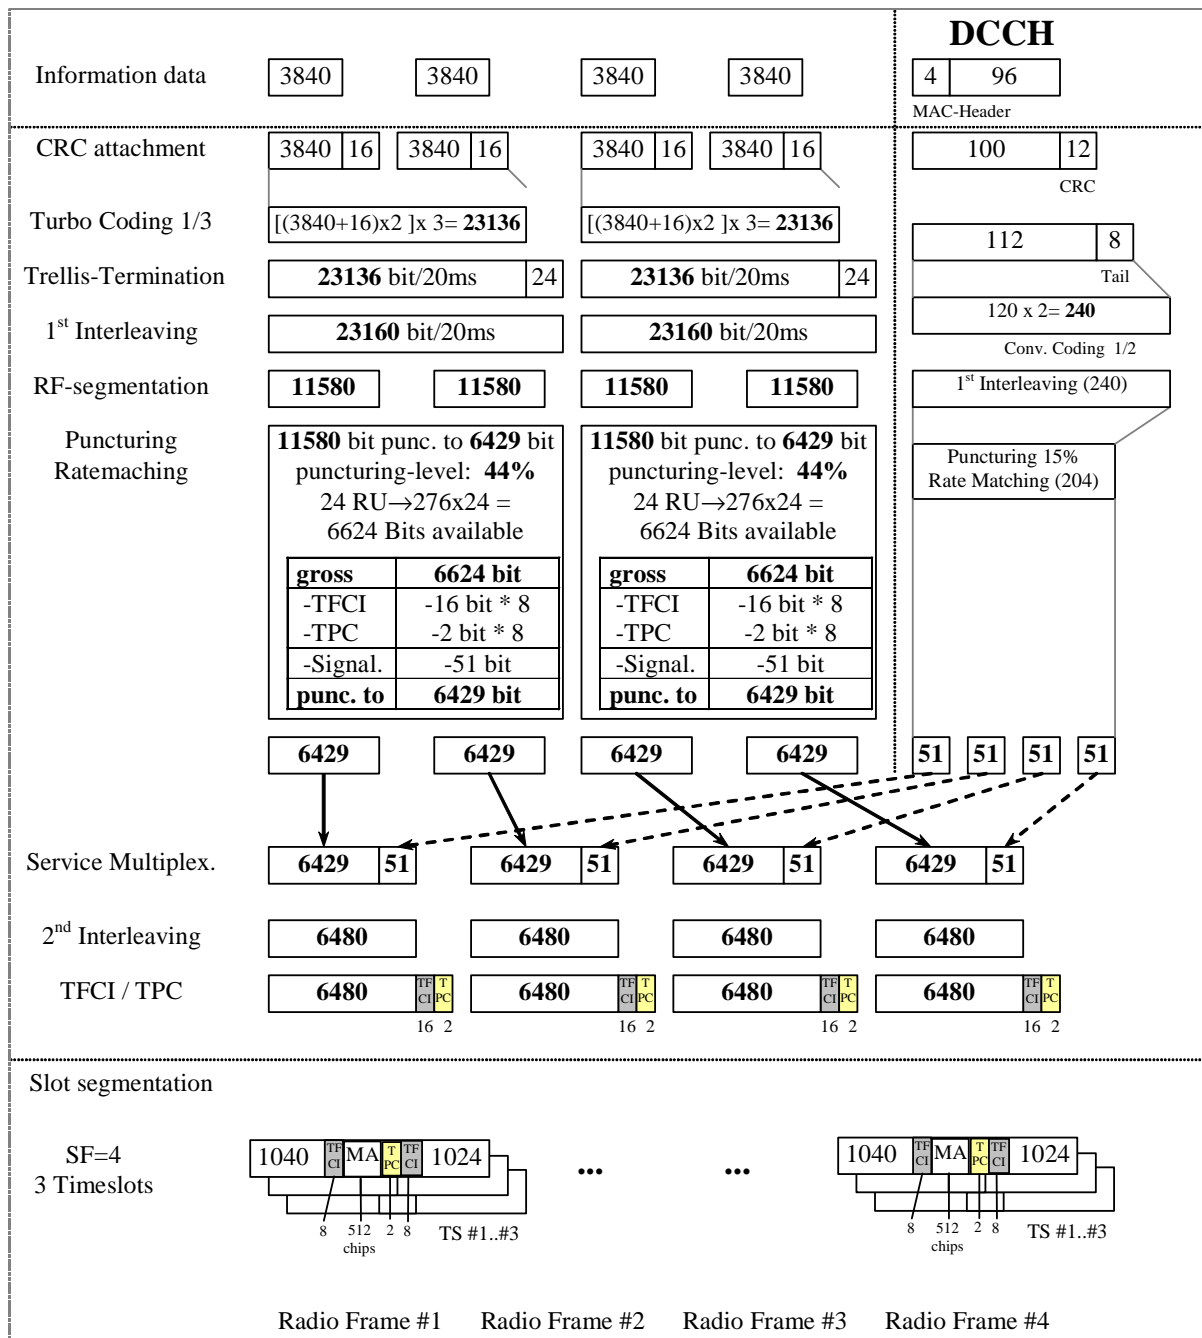 DCCH
Information data 3840 3840 3840 3840 4 96
MAC-Header
CRC attachment 3840 16 3840 16 3840 16 3840 16 100 12
CRC
Turbo Coding 1/3 [(3840+16)x2 ]x 3= 23136 [(3840+16)x2 ]x 3= 23136
112 8
Tail
Trellis-Termination 23136 bit/20ms 24 23136 bit/20ms 24
120 x 2= 240
Conv. Coding 1/2
1st Interleaving 23160 bit/20ms 23160 bit/20ms
RF-segmentation 11580 11580 11580 11580 1st Interleaving (240)
Puncturing
Ratemaching
11580 bit punc. to 6429 bit
puncturing-level: 44%
24 RU→276x24 =
6624 Bits available
gross 6624 bit
-TFCI -16 bit * 8
-TPC -2 bit * 8
-Signal. -51 bit
punc. to 6429 bit
11580 bit punc. to 6429 bit
puncturing-level: 44%
24 RU→276x24 =
6624 Bits available
gross 6624 bit
-TFCI -16 bit * 8
-TPC -2 bit * 8
-Signal. -51 bit
punc. to 6429 bit
Puncturing 15%
Rate Matching (204)
6429 6429 6429 6429 51 51 51 51
Service Multiplex. 6429 51 6429 51 6429 51 6429 51
2nd Interleaving 6480 6480 6480 6480
TFCI / TPC 6480 TF CI T PC 6480 TF CI T PC 6480 TF CI T PC 6480 TF CI T PC
16 2 16 2 16 2 16 2
Slot segmentation
SF=4
3 Timeslots
1040 TF CI MA T PC TF CI 1024 ... ... 1040 TF CI MA T PC TF CI 1024
8 512 2 8 TS #1..#3 8 512 2 8 TS #1..#3
chips chips
Radio Frame #1 Radio Frame #2 Radio Frame #3 Radio Frame #4